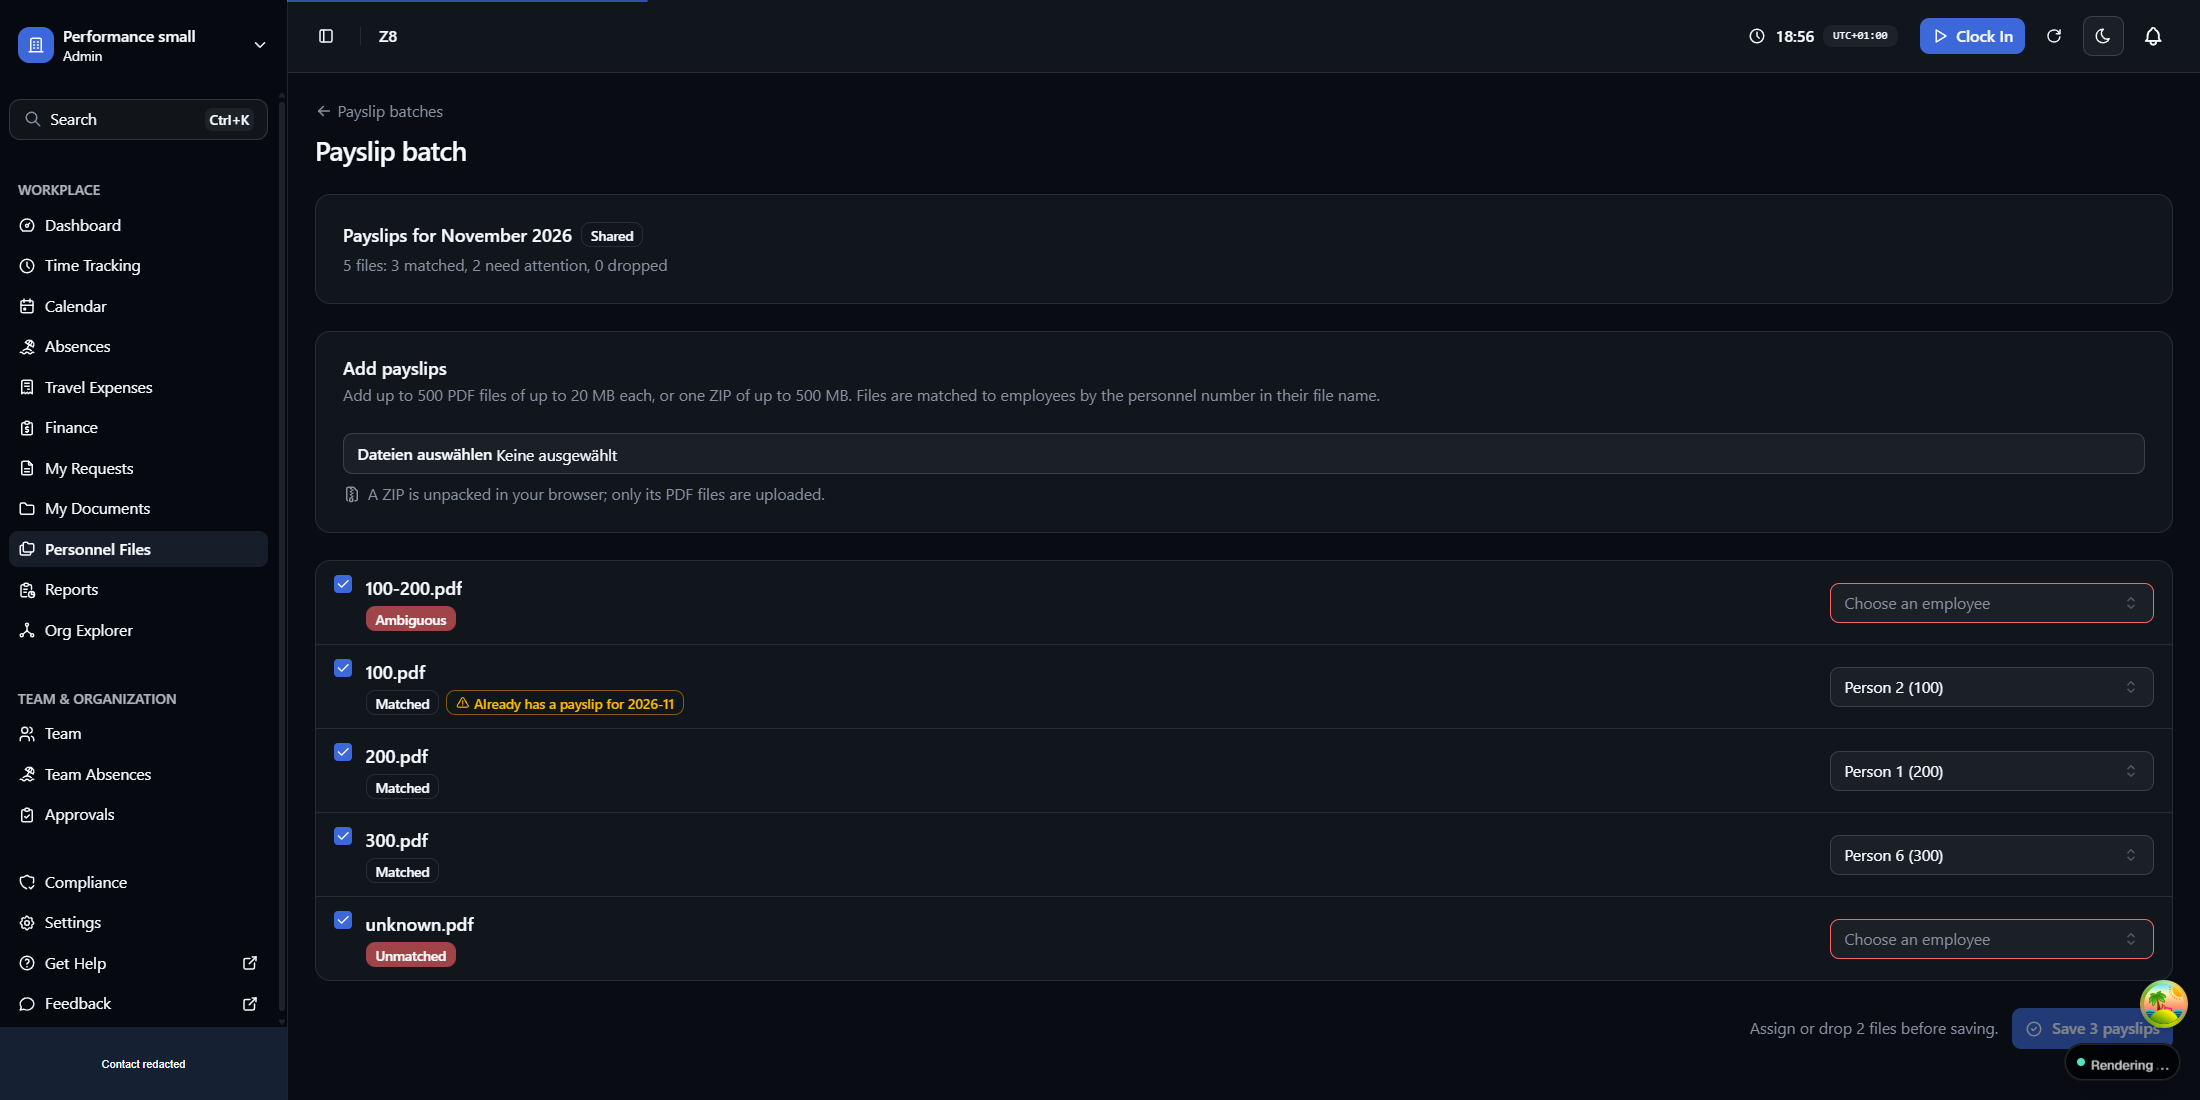 Performance small
Admin
Search
Ctrl+K
WORKPLACE
Dashboard
Time Tracking
Calendar
Absences
Travel Expenses
Finance
My Requests
My Documents
Personnel Files
Reports
Org Explorer
TEAM & ORGANIZATION
Team
Team Absences
Approvals
Compliance
Settings
Get Help
Feedback
Contact redacted
Z8
18:56
UTC+01:00
Clock In
Payslip batches
Payslip batch
Payslips for November 2026
Shared
5 files: 3 matched, 2 need attention, 0 dropped
Add payslips
Add up to 500 PDF files of up to 20 MB each, or one ZIP of up to 500 MB. Files are matched to employees by the personnel number in their file name.
Dateien auswählen Keine ausgewählt
A ZIP is unpacked in your browser; only its PDF files are uploaded.
100-200.pdf
Ambiguous
Choose an employee
100.pdf
Matched
Already has a payslip for 2026-11
Person 2 (100)
200.pdf
Matched
Person 1 (200)
300.pdf
Matched
Person 6 (300)
unknown.pdf
Unmatched
Choose an employee
Assign or drop 2 files before saving.
Save 3 payslips
Rendering ...